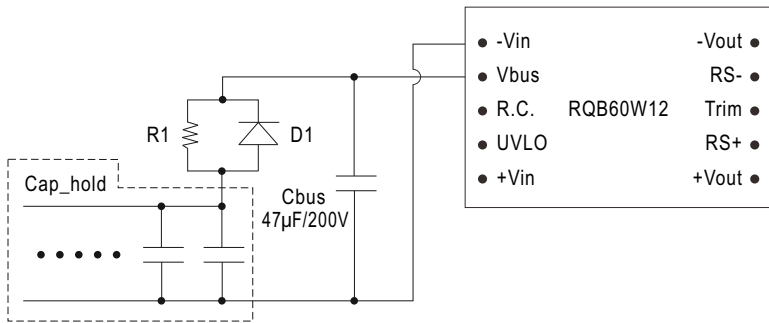 -Vin
-Vout
Vbus
RS-
R.C.
RQB60W12
Trim
UVLO
RS+
+Vin
+Vout
R1
D1
Cap_hold
Cbus
47µF/200V